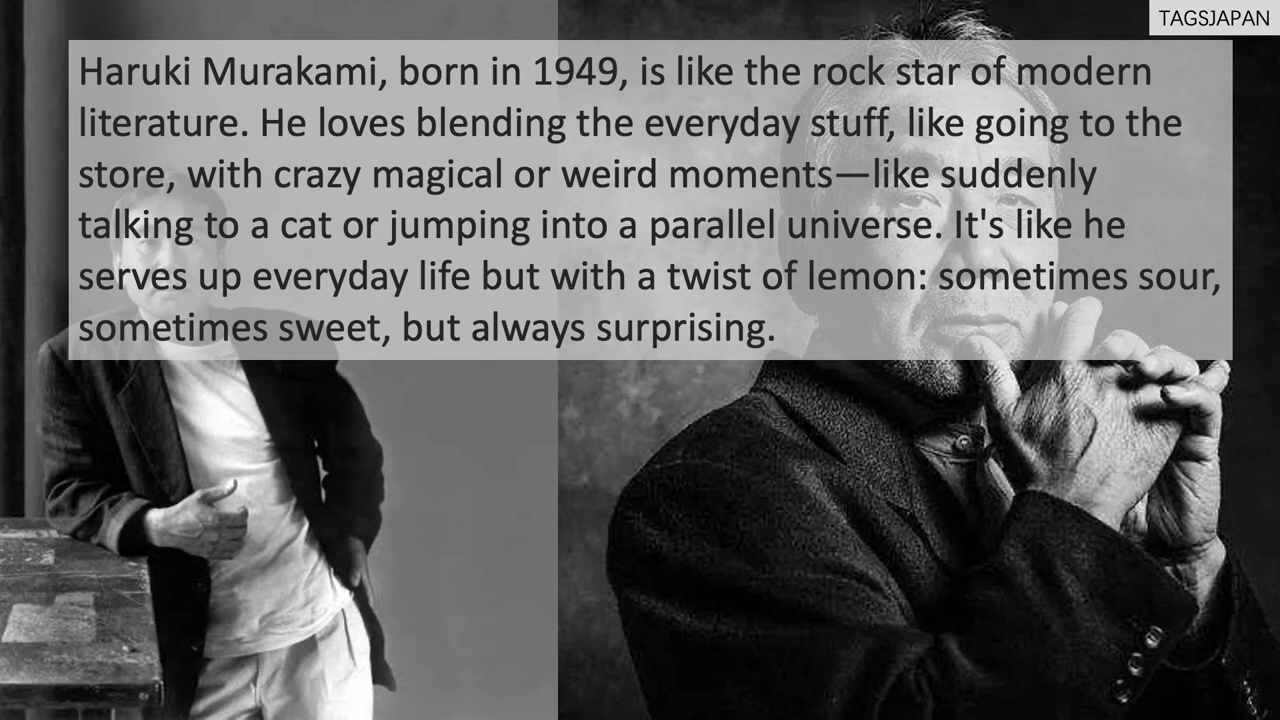 TAGSJAPAN
Haruki Murakami, born in 1949, is like the rock star of modern
literature. He loves blending the everyday stuff, like going to the
store, with crazy magical or weird moments—like suddenly
talking to a cat or jumping into a parallel universe. It's like he
serves up everyday life but with a twist of lemon: sometimes sour,
sometimes sweet, but always surprising.